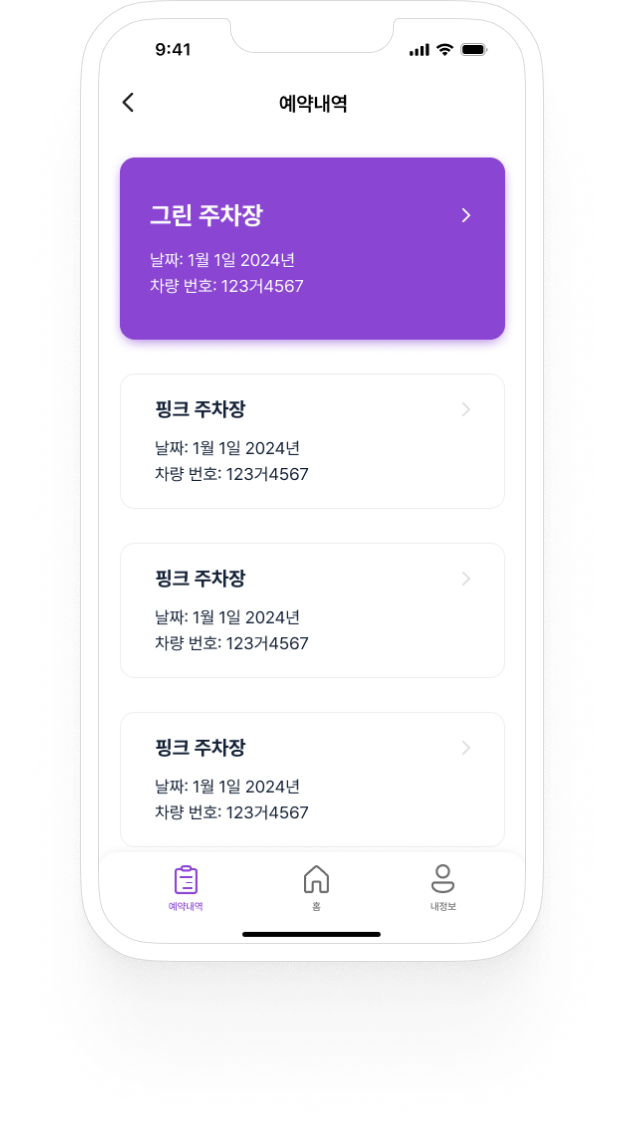 9:41
예약내역
그린 주차장
날짜: 1월 1일 2024년
차량 번호: 123거4567
핑크 주차장
날짜: 1월 1일 2024년
차량 번호: 123거4567
핑크 주차장
날짜: 1월 1일 2024년
차량 번호: 123거4567
핑크 주차장
날짜: 1월 1일 2024년
차량 번호: 123거4567
예약내역 홈 내정보